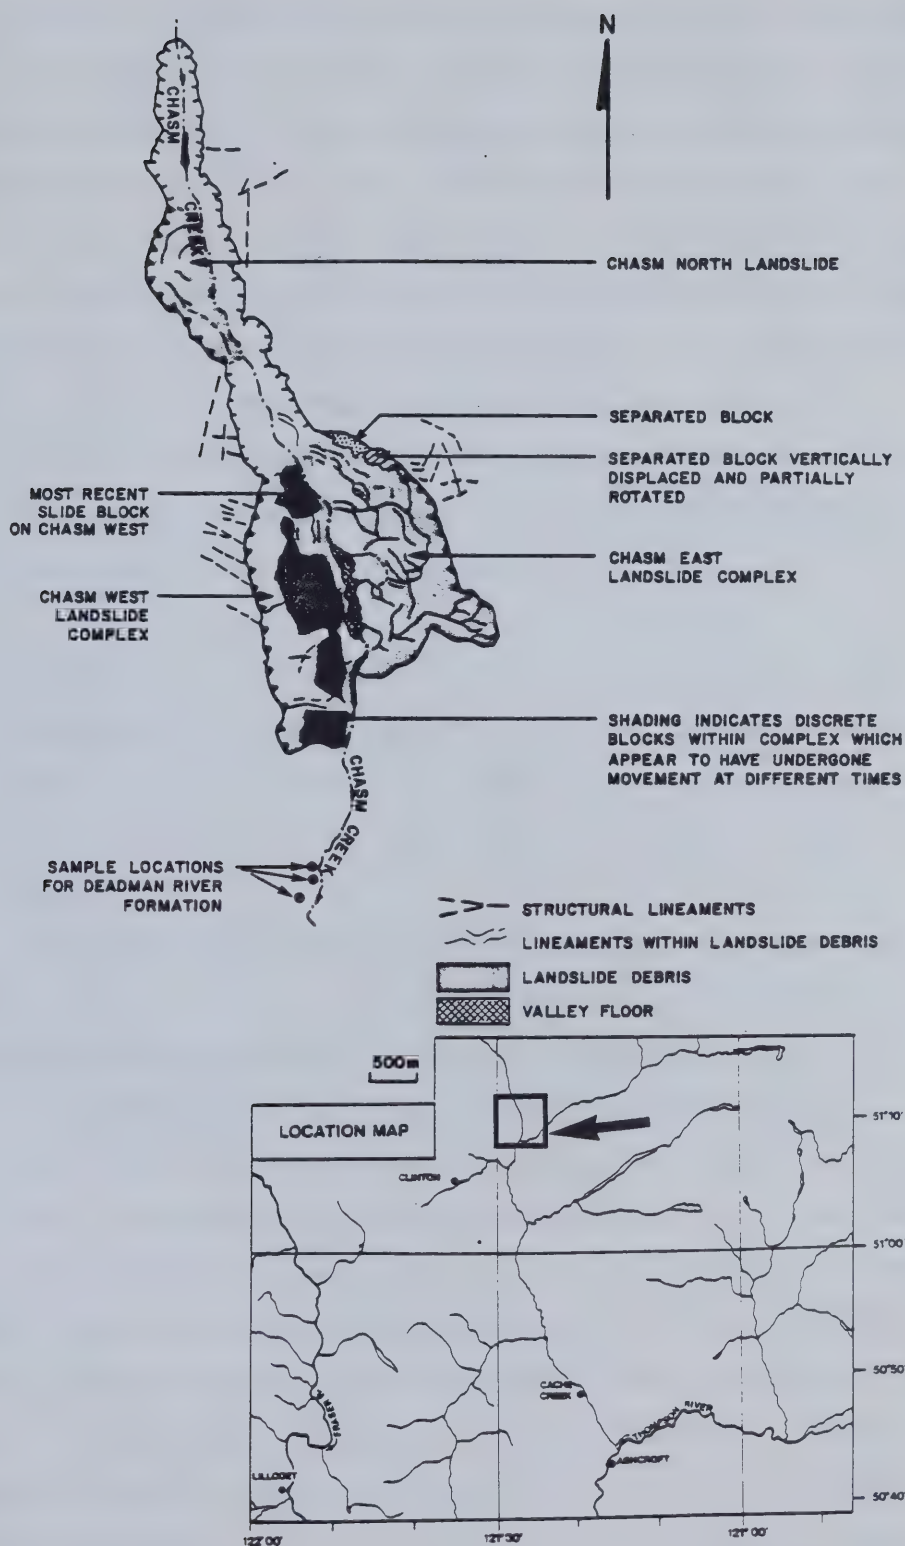 N
CHASM
CREEK
CHASM NORTH LANDSLIDE
SEPARATED BLOCK
SEPARATED BLOCK VERTICALLY
DISPLACED AND PARTIALLY
ROTATED
MOST RECENT
SLIDE BLOCK
ON CHASM WEST
CHASM EAST
LANDSLIDE COMPLEX
CHASM WEST
LANDSLIDE
COMPLEX
SHADING INDICATES DISCRETE
BLOCKS WITHIN COMPLEX WHICH
APPEAR TO HAVE UNDERGONE
MOVEMENT AT DIFFERENT TIMES
CHASM CREEK
SAMPLE LOCATIONS
FOR DEADMAN RIVER
FORMATION
STRUCTURAL LINEAMENTS
LINEAMENTS WITHIN LANDSLIDE DEBRIS
LANDSLIDE DEBRIS
VALLEY FLOOR
500m
LOCATION MAP
51°10'
CLINTON
51°00'
50°50'
CACHE
CREEK
FRASER R.
THOMPSON RIVER
ASHCROFT
LILLOOET
50°40'
122°00'
121°30'
121°00'